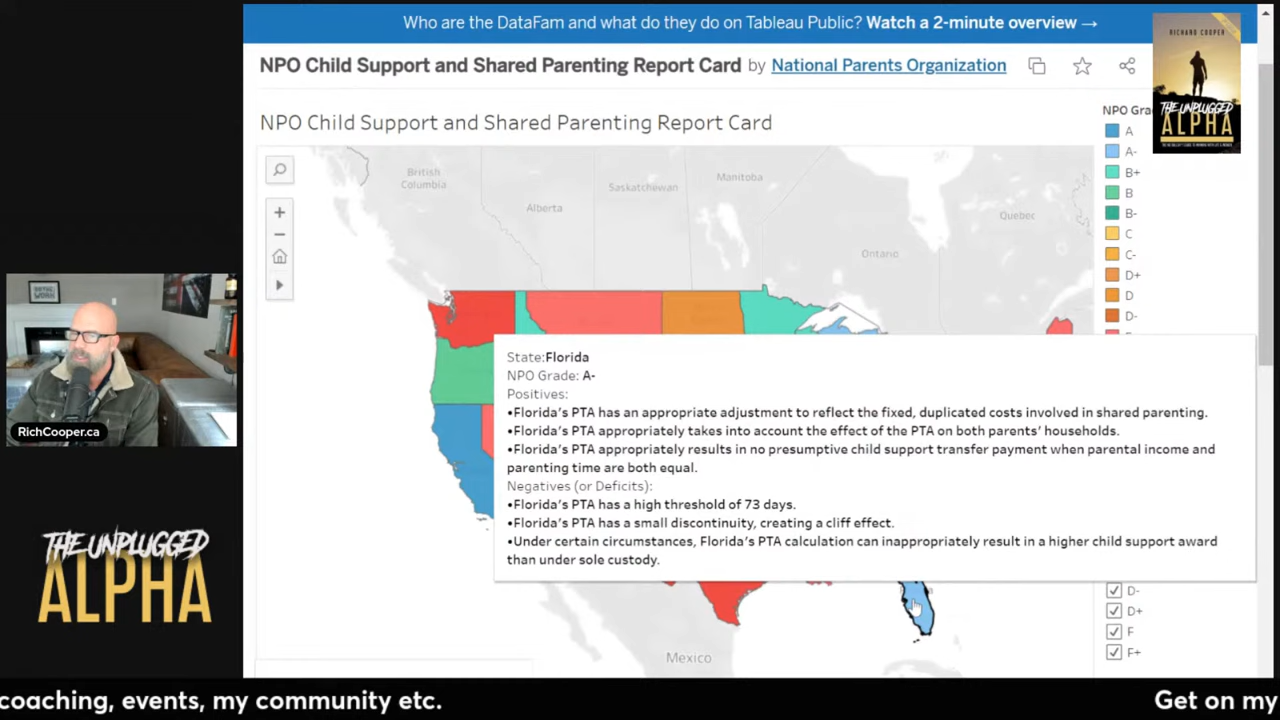 Who are the DataFam and what do they do on Tableau Public? Watch a 2-minute overview →
NPO Child Support and Shared Parenting Report Card by National Parents Organization
RICHARD COOPER
THE UNPLUGGED
ALPHA
NPO Child Support and Shared Parenting Report Card
NPO Gra
A
A-
B+
B
B-
C
C-
D+
D
D-
British
Columbia
Alberta
Saskatchewan
Manitoba
Ontario
Quebec
State:Florida
NPO Grade: A-
Positives:
•Florida's PTA has an appropriate adjustment to reflect the fixed, duplicated costs involved in shared parenting.
•Florida's PTA appropriately takes into account the effect of the PTA on both parents' households.
•Florida's PTA appropriately results in no presumptive child support transfer payment when parental income and
parenting time are both equal.
Negatives (or Deficits):
•Florida's PTA has a high threshold of 73 days.
•Florida's PTA has a small discontinuity, creating a cliff effect.
•Under certain circumstances, Florida's PTA calculation can inappropriately result in a higher child support award
than under sole custody.
D-
D+
F
F+
Mexico
RichCooper.ca
THE UNPLUGGED
ALPHA
coaching, events, my community etc.
Get on my